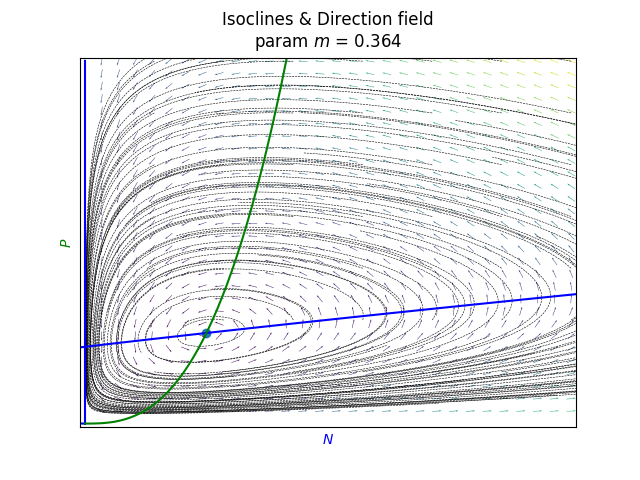 Isoclines & Direction field
param m = 0.364
P
N